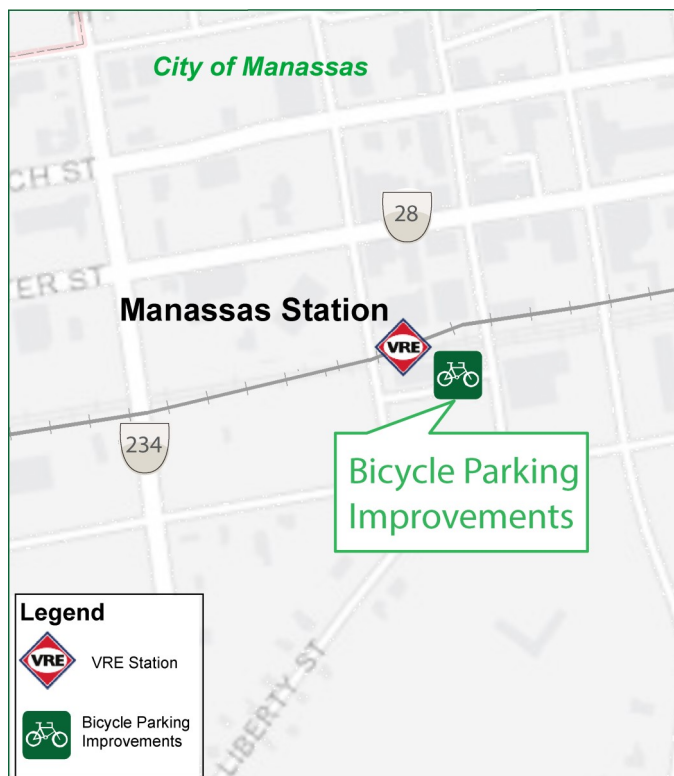 City of Manassas
CH ST
28
TER ST
Manassas Station
VRE
234
Bicycle Parking
Improvements
Legend
VRE
VRE Station
Bicycle Parking
Improvements
LIBERTY ST